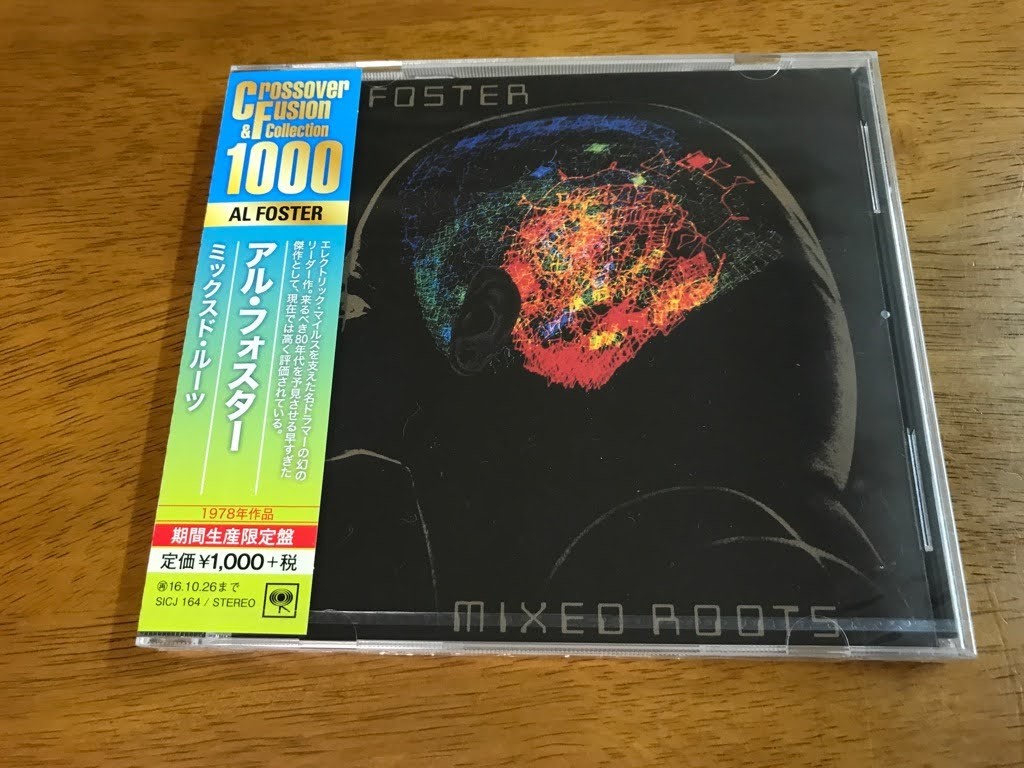 Crossover
& Fusion
Collection
1000
AL FOSTER
エレクトリック・マイルスを支えた名ドラマーの幻の
リーダー作。来るべき80年代を予見させる早すぎた
傑作として、現在では高く評価されている。
アル・フォスター
ミックスド・ルーツ
1978年作品
期間生産限定盤
定価¥1,000+税
16.10.26まで
SICJ 164 / STEREO
FOSTER
MIXED ROOTS